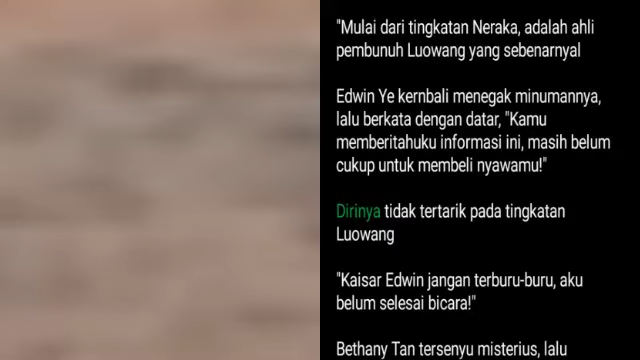 "Mulai dari tingkatan Neraka, adalah ahli
pembunuh Luowang yang sebenarnyal
Edwin Ye kernbali menegak minumannya,
lalu berkata dengan datar, "Kamu
memberitahuku informasi ini, masih belum
cukup untuk membeli nyawamu!"
Dirinya tidak tertarik pada tingkatan
Luowang
"Kaisar Edwin jangan terburu-buru, aku
belum selesai bicara!"
Bethany Tan tersenyu misterius, lalu